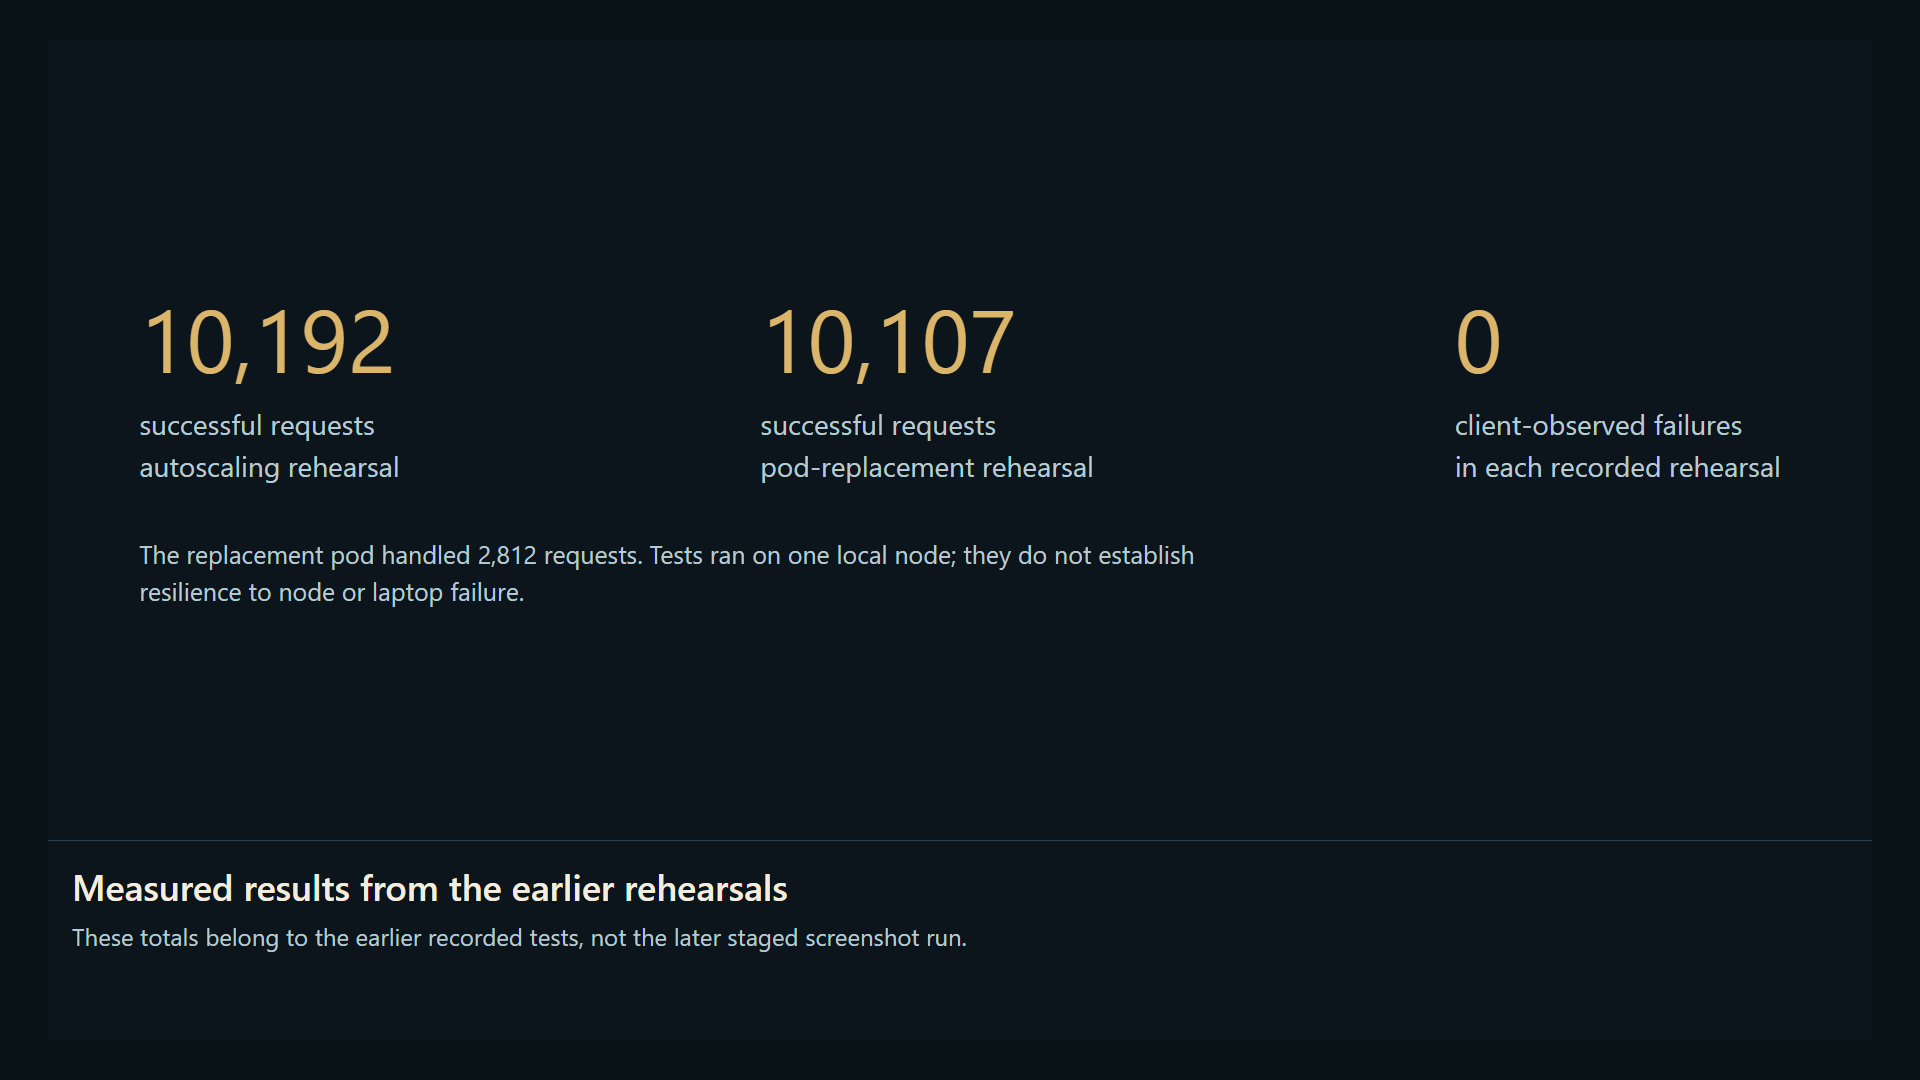 10,192
successful requests
autoscaling rehearsal
10,107
successful requests
pod-replacement rehearsal
0
client-observed failures
in each recorded rehearsal
The replacement pod handled 2,812 requests. Tests ran on one local node; they do not establish
resilience to node or laptop failure.
Measured results from the earlier rehearsals
These totals belong to the earlier recorded tests, not the later staged screenshot run.